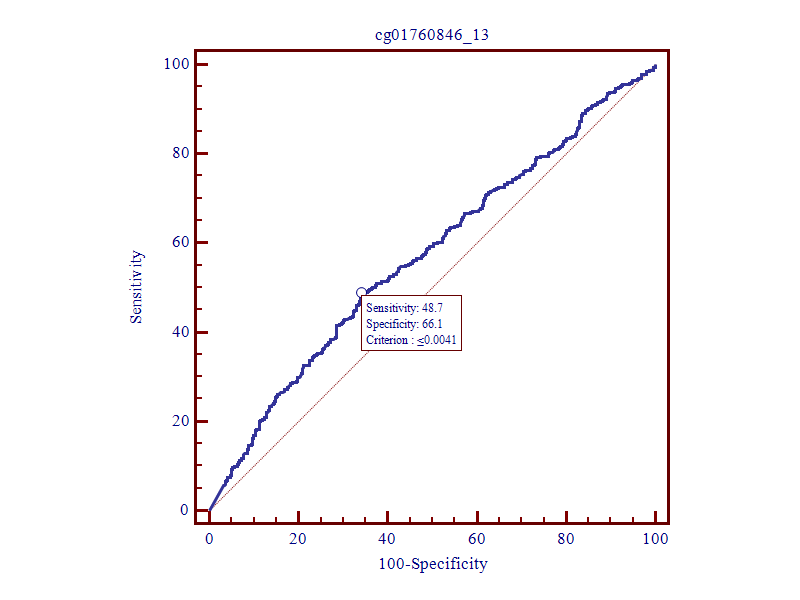 cg01760846_13
100
80
60
40
20
0
Sensitivity
Sensitivity: 48.7
Specificity: 66.1
Criterion : ≤0.0041
0 20 40 60 80 100
100-Specificity